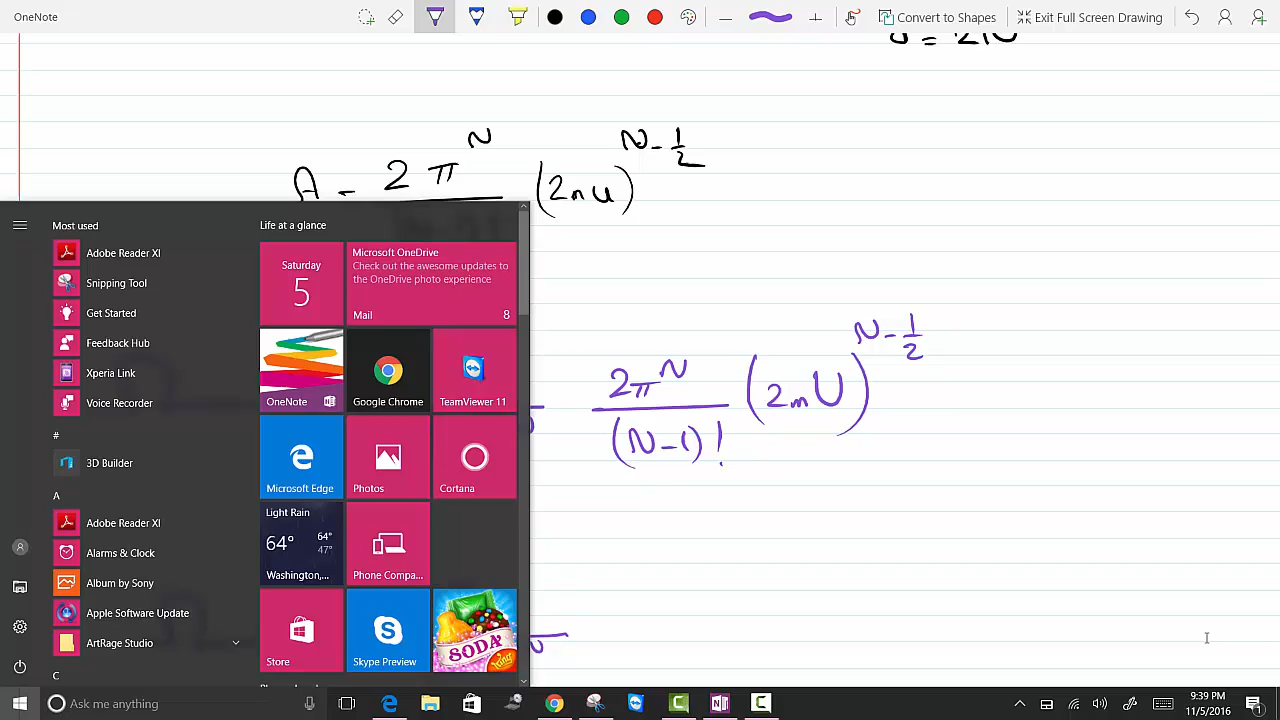 OneNote
Convert to Shapes
Exit Full Screen Drawing
U = 2N
A = 2 π^N (2mU)^(N-1/2)
2π^N / (N-1)! (2mU)^(N-1/2)
Most used
Adobe Reader XI
Snipping Tool
Get Started
Feedback Hub
Xperia Link
Voice Recorder
#
3D Builder
A
Adobe Reader XI
Alarms & Clock
Album by Sony
Apple Software Update
ArtRage Studio
C
Life at a glance
Saturday
5
Microsoft OneDrive
Check out the awesome updates to
the OneDrive photo experience
Mail
8
OneNote
Google Chrome
TeamViewer 11
Microsoft Edge
Photos
Cortana
Light Rain
64° 64°
47°
Washington,...
Phone Compa...
SODA
King
Store
Skype Preview
Ask me anything
9:39 PM
11/5/2016